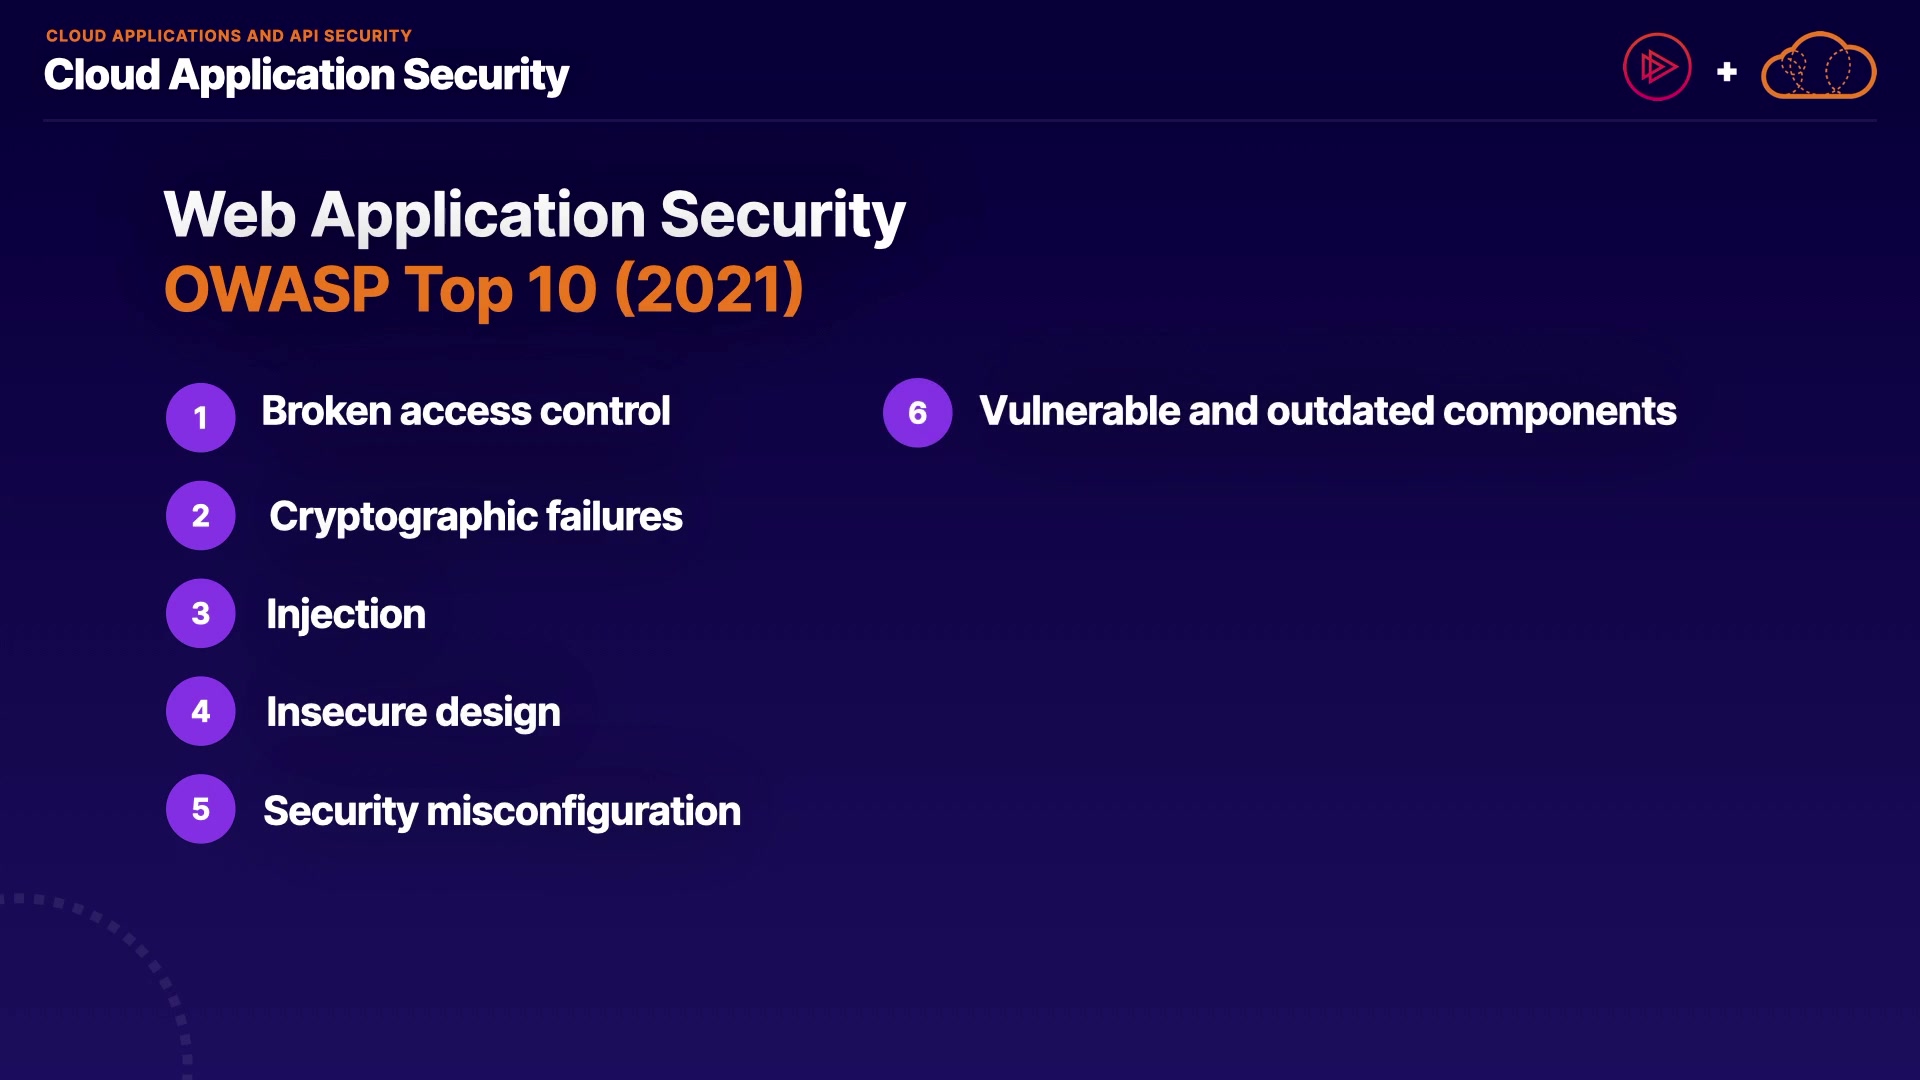 CLOUD APPLICATIONS AND API SECURITY
Cloud Application Security
+
Web Application Security
OWASP Top 10 (2021)
1 Broken access control
2 Cryptographic failures
3 Injection
4 Insecure design
5 Security misconfiguration
6 Vulnerable and outdated components